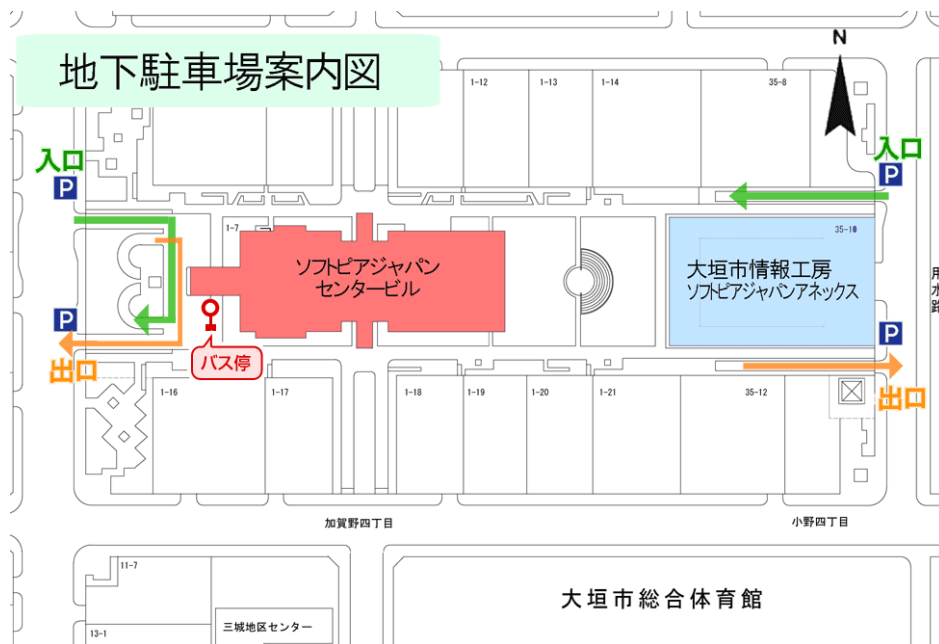 地下駐車場案内図
N
1-12
1-13
1-14
35-8
入口
P
入口
P
1-7
35-10
ソフトピアジャパン
センタービル
大垣市情報工房
ソフトピアジャパンアネックス
用水路
P
出口
バス停
P
出口
1-16
1-17
1-18
1-19
1-20
1-21
35-12
加賀野四丁目
小野四丁目
11-7
大垣市総合体育館
三城地区センター
13-1